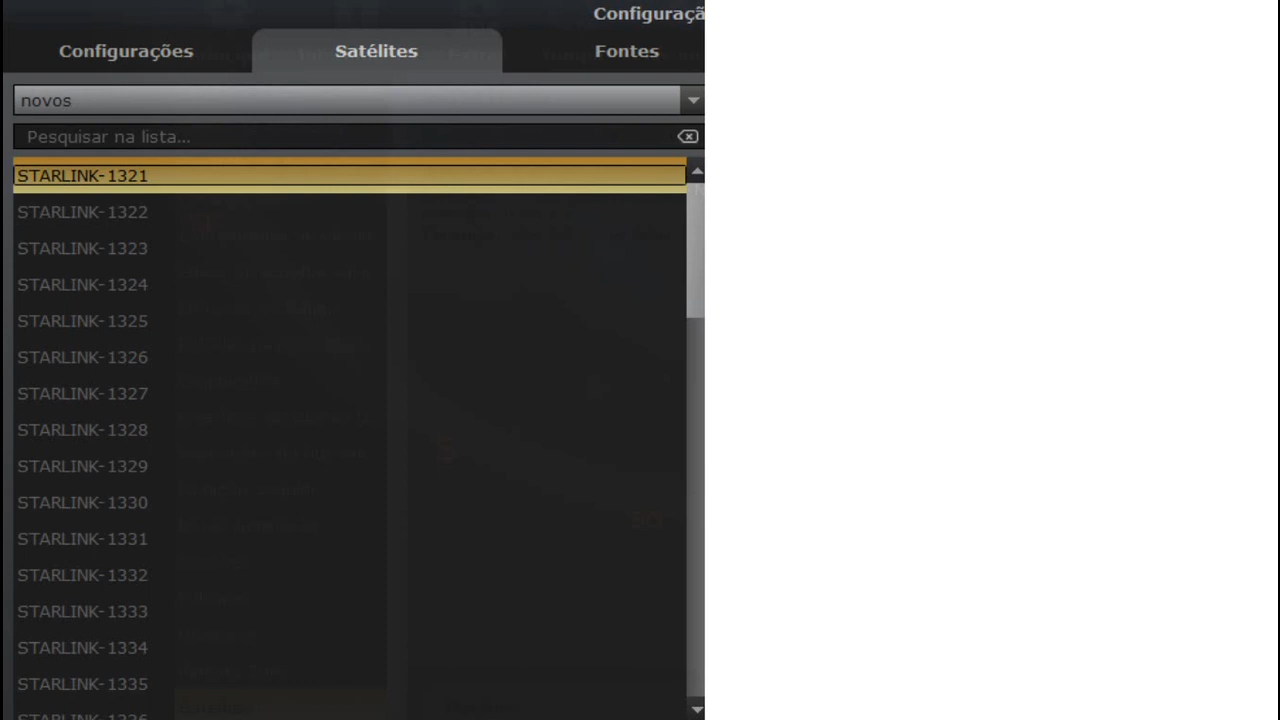 Configuraçã
Configurações
Satélites
Fontes
novos
Pesquisar na lista...
STARLINK-1321
STARLINK-1322
STARLINK-1323
STARLINK-1324
STARLINK-1325
STARLINK-1326
STARLINK-1327
STARLINK-1328
STARLINK-1329
STARLINK-1330
STARLINK-1331
STARLINK-1332
STARLINK-1333
STARLINK-1334
STARLINK-1335
STARLINK-1336